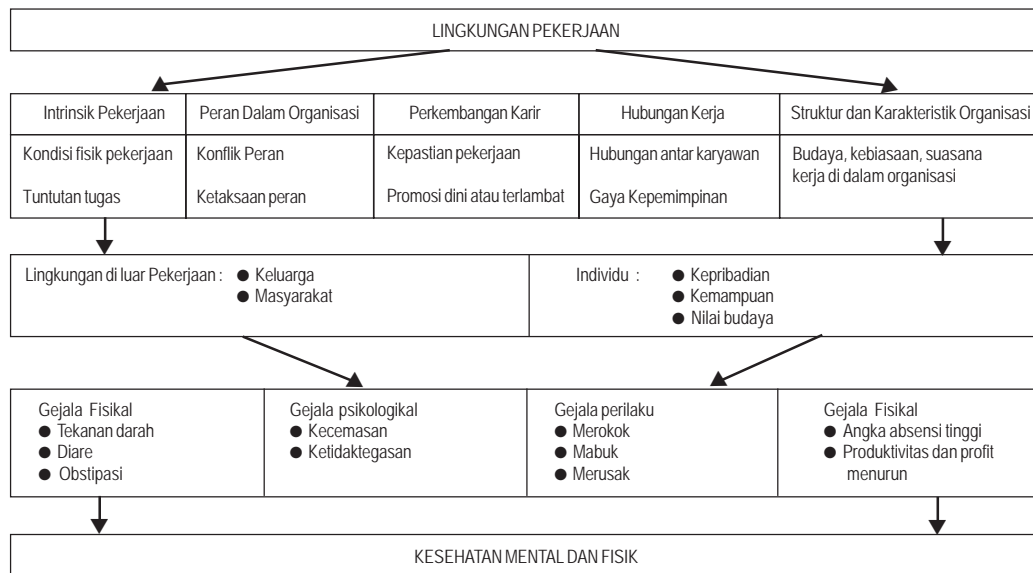 LINGKUNGAN PEKERJAAN
Intrinsik Pekerjaan
Peran Dalam Organisasi
Perkembangan Karir
Hubungan Kerja
Struktur dan Karakteristik Organisasi
Kondisi fisik pekerjaan
Tuntutan tugas
Konflik Peran
Ketaksaan peran
Kepastian pekerjaan
Promosi dini atau terlambat
Hubungan antar karyawan
Gaya Kepemimpinan
Budaya, kebiasaan, suasana
kerja di dalam organisasi
Lingkungan di luar Pekerjaan : ● Keluarga
● Masyarakat
Individu : ● Kepribadian
● Kemampuan
● Nilai budaya
Gejala Fisikal
● Tekanan darah
● Diare
● Obstipasi
Gejala psikologikal
● Kecemasan
● Ketidaktegasan
Gejala perilaku
● Merokok
● Mabuk
● Merusak
Gejala Fisikal
● Angka absensi tinggi
● Produktivitas dan profit
menurun
KESEHATAN MENTAL DAN FISIK